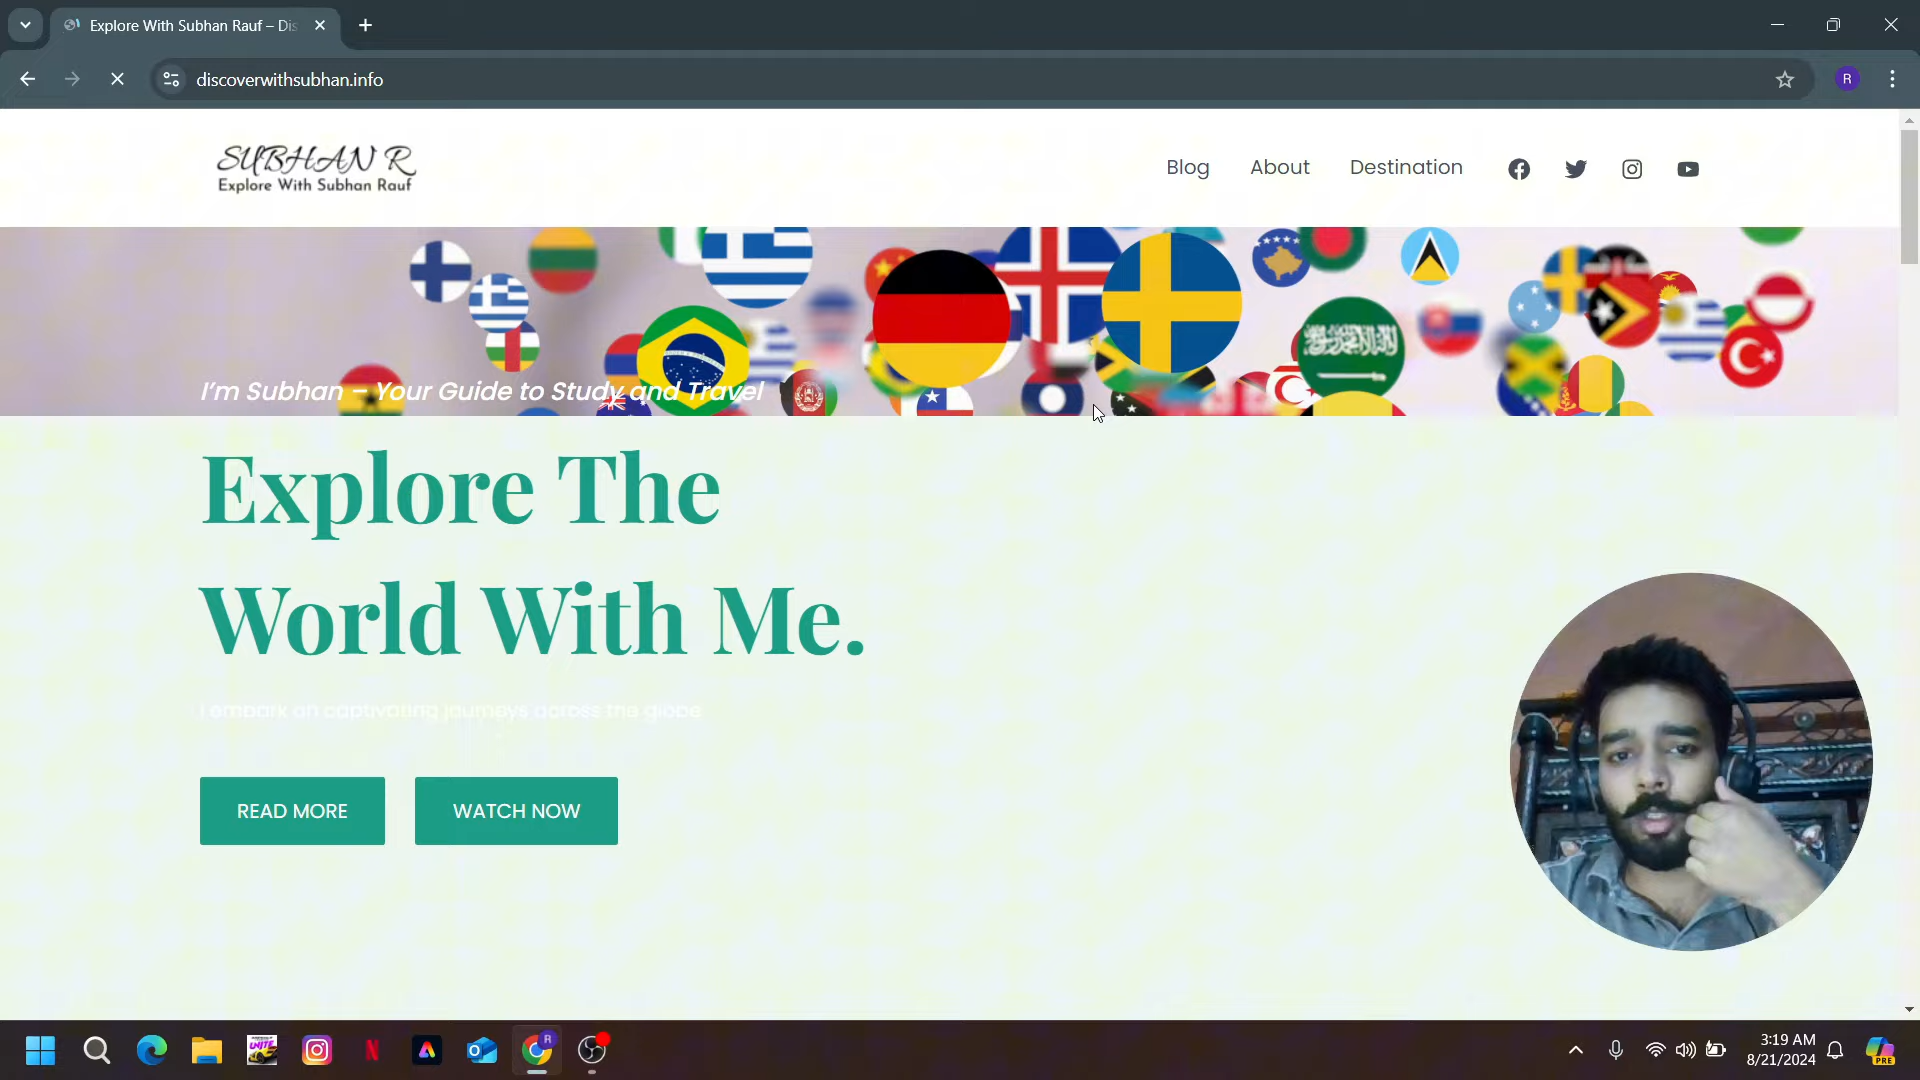 Explore With Subhan Rauf – Dis
discoverwithsubhan.info
R
SUBHAN R
Explore With Subhan Rauf
Blog About Destination
I'm Subhan – Your Guide to Study and Travel
Explore The
World With Me.
I embark on captivating journeys across the globe
READ MORE WATCH NOW
UNITE
R
3:19 AM
8/21/2024
PRE